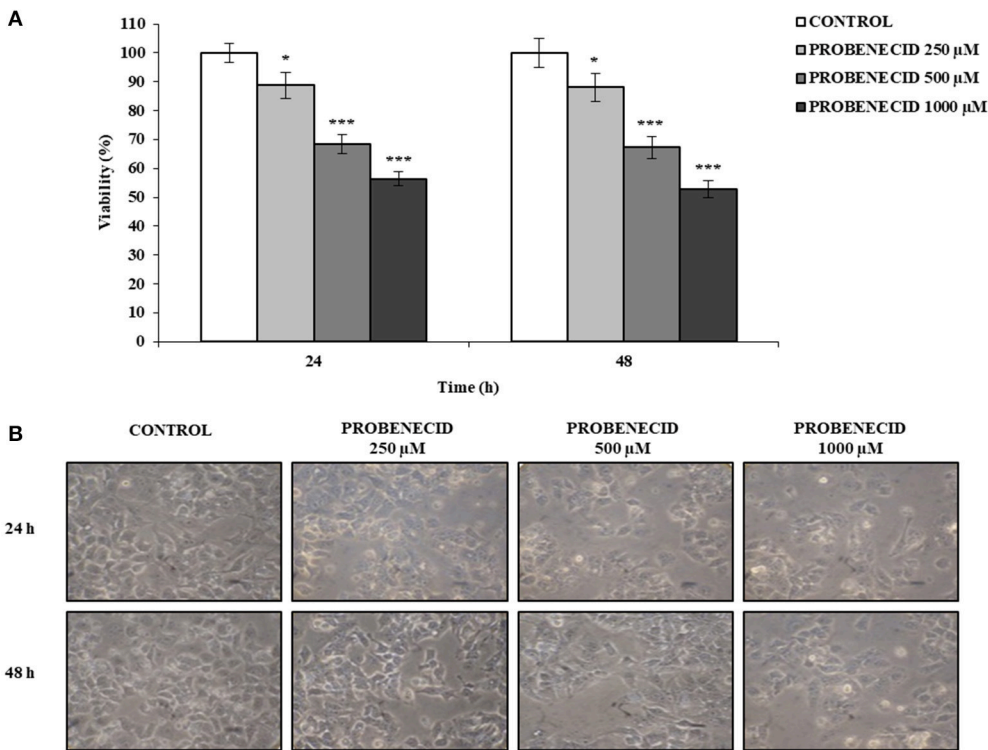 A
110
100
90
80
70
60
50
40
30
20
10
0
Viability (%)
*
***
***
*
***
***
24
48
Time (h)
CONTROL
PROBENECID 250 µM
PROBENECID 500 µM
PROBENECID 1000 µM
B
CONTROL
PROBENECID
250 µM
PROBENECID
500 µM
PROBENECID
1000 µM
24 h
48 h